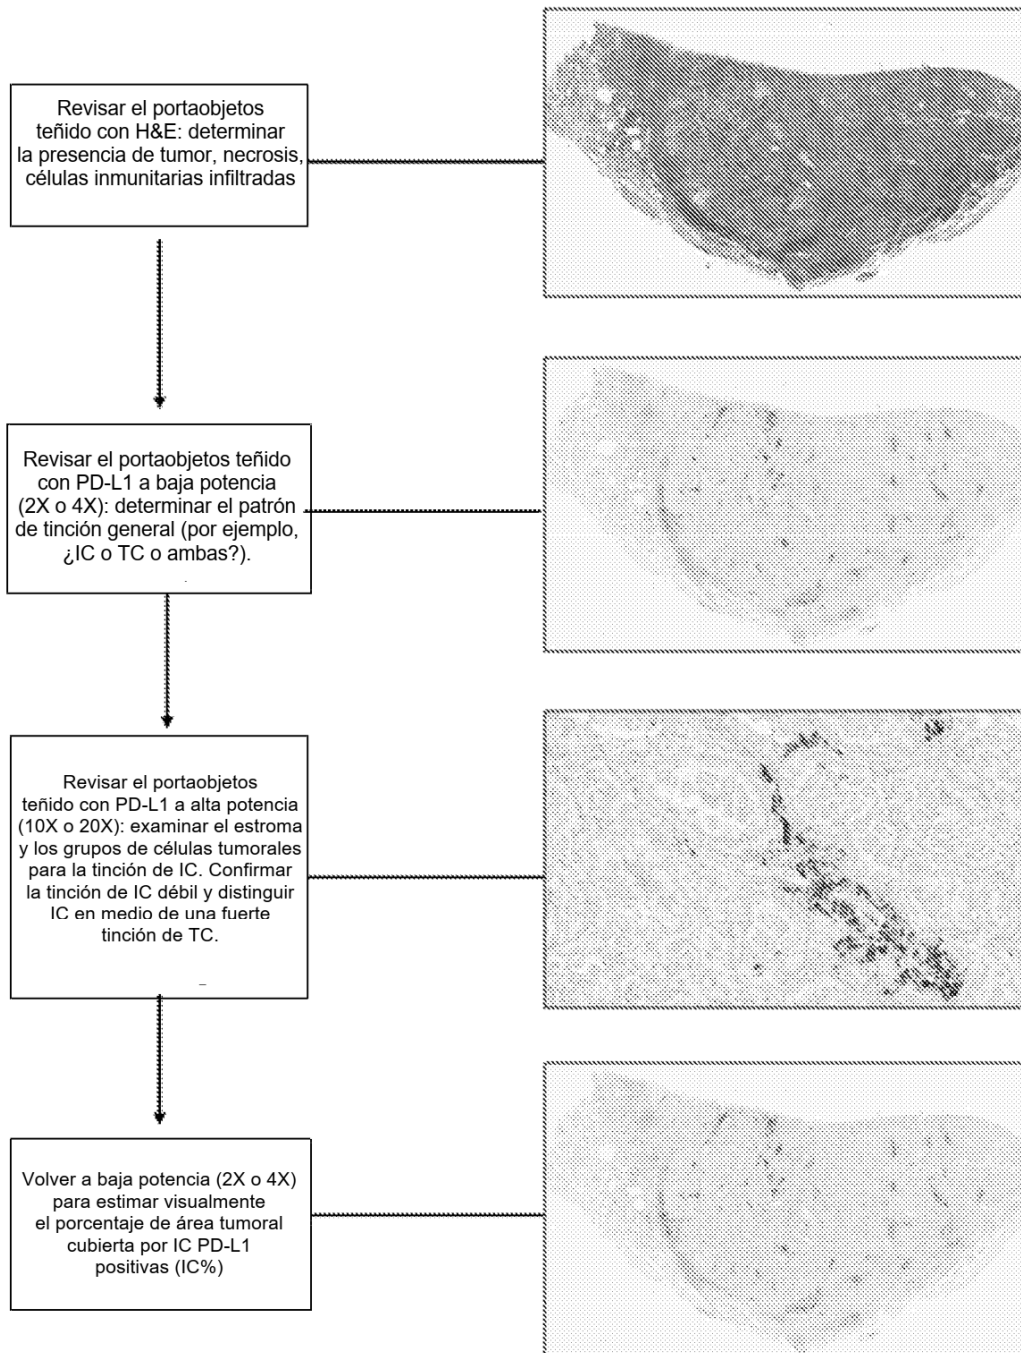 Revisar el portaobjetos
teñido con H&E: determinar
la presencia de tumor, necrosis,
células inmunitarias infiltradas
Revisar el portaobjetos teñido
con PD-L1 a baja potencia
(2X o 4X): determinar el patrón
de tinción general (por ejemplo,
¿IC o TC o ambas?).
Revisar el portaobjetos
teñido con PD-L1 a alta potencia
(10X o 20X): examinar el estroma
y los grupos de células tumorales
para la tinción de IC. Confirmar
la tinción de IC débil y distinguir
IC en medio de una fuerte
tinción de TC.
Volver a baja potencia (2X o 4X)
para estimar visualmente
el porcentaje de área tumoral
cubierta por IC PD-L1
positivas (IC%)